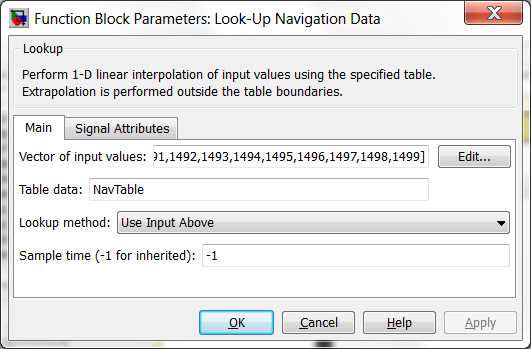 Function Block Parameters: Look-Up Navigation Data
Lookup
Perform 1-D linear interpolation of input values using the specified table.
Extrapolation is performed outside the table boundaries.
Main Signal Attributes
Vector of input values: 91,1492,1493,1494,1495,1496,1497,1498,1499] Edit...
Table data: NavTable
Lookup method: Use Input Above
Sample time (-1 for inherited): -1
OK Cancel Help Apply